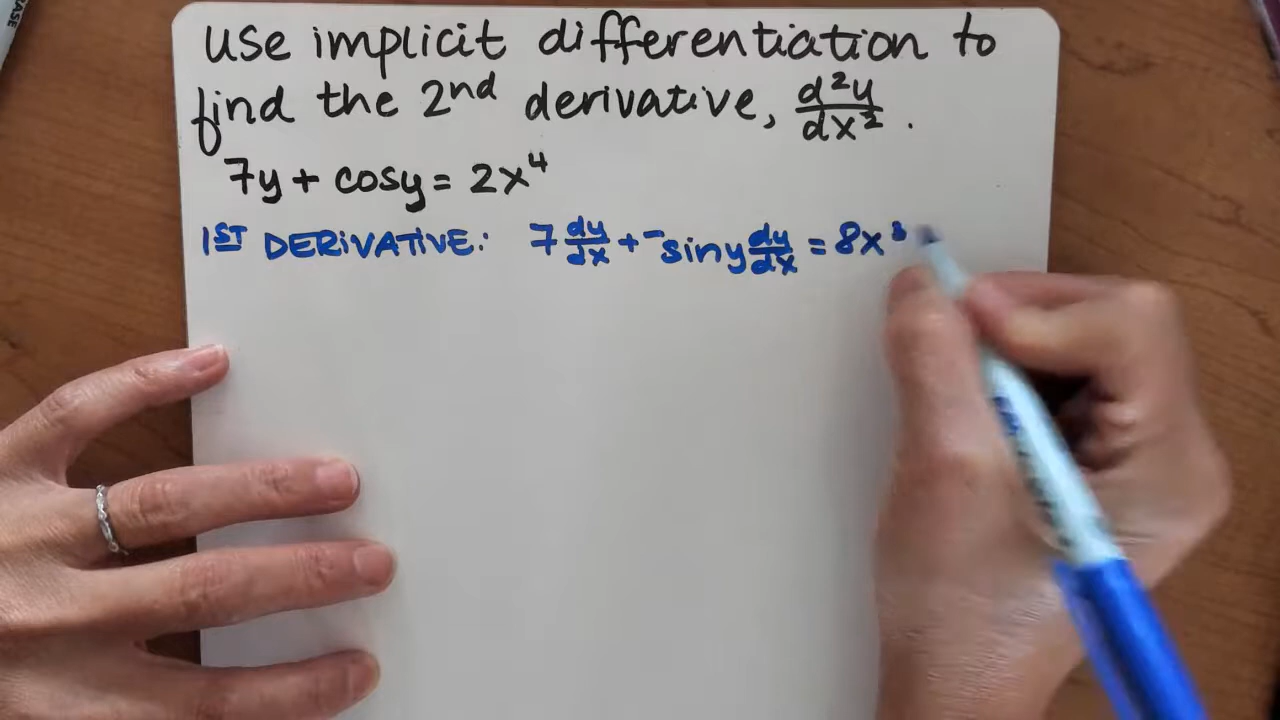 use implicit differentiation to
find the 2nd derivative, d²y/dx².
7y + cosy = 2x⁴
1ST DERiVATiVE: 7 dy/dx + ⁻siny dy/dx = 8x³